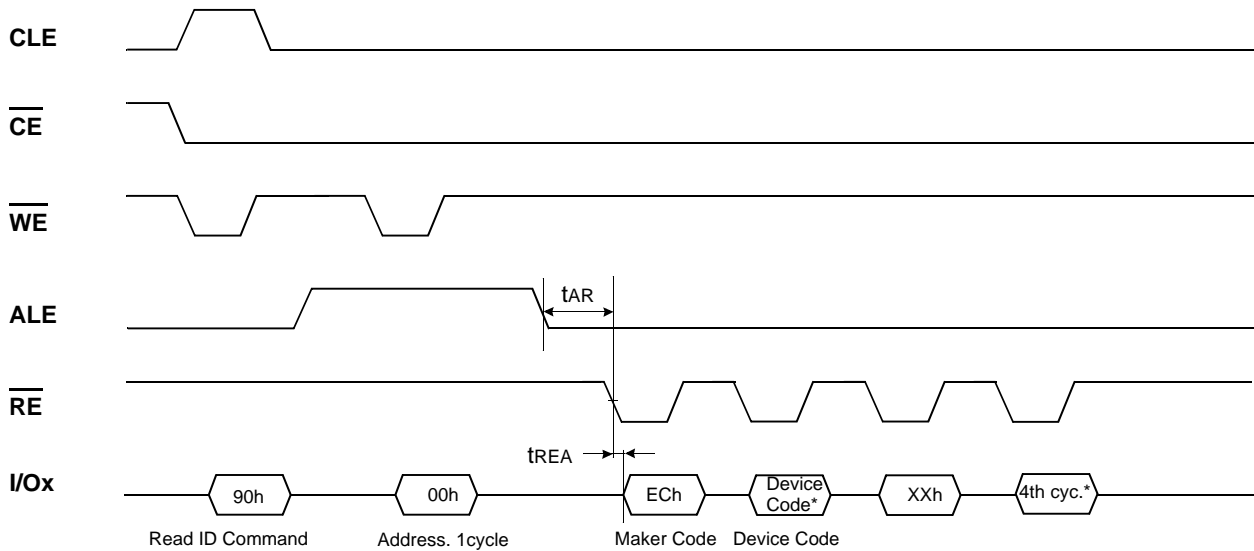 CLE
CE
WE
ALE
tAR
RE
tREA
I/Ox
90h
00h
ECh
Device
Code*
XXh
4th cyc.*
Read ID Command
Address. 1cycle
Maker Code
Device Code